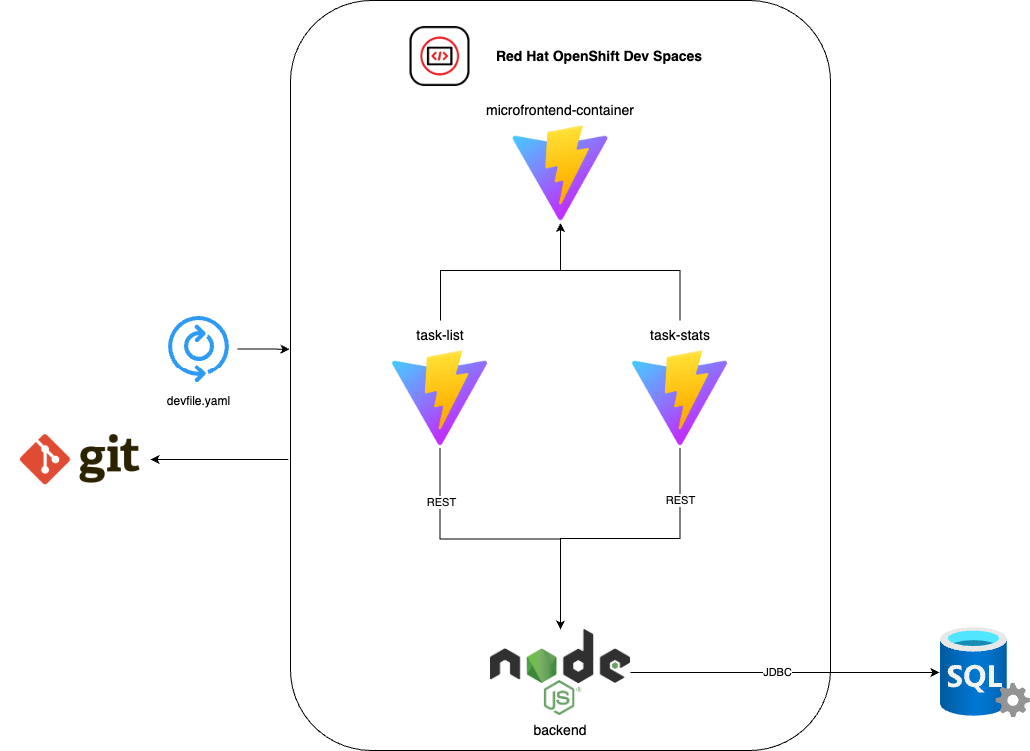 </> Red Hat OpenShift Dev Spaces
microfrontend-container
task-list
task-stats
devfile.yaml
git
REST
REST
node
JS
®
backend
JDBC
SQL